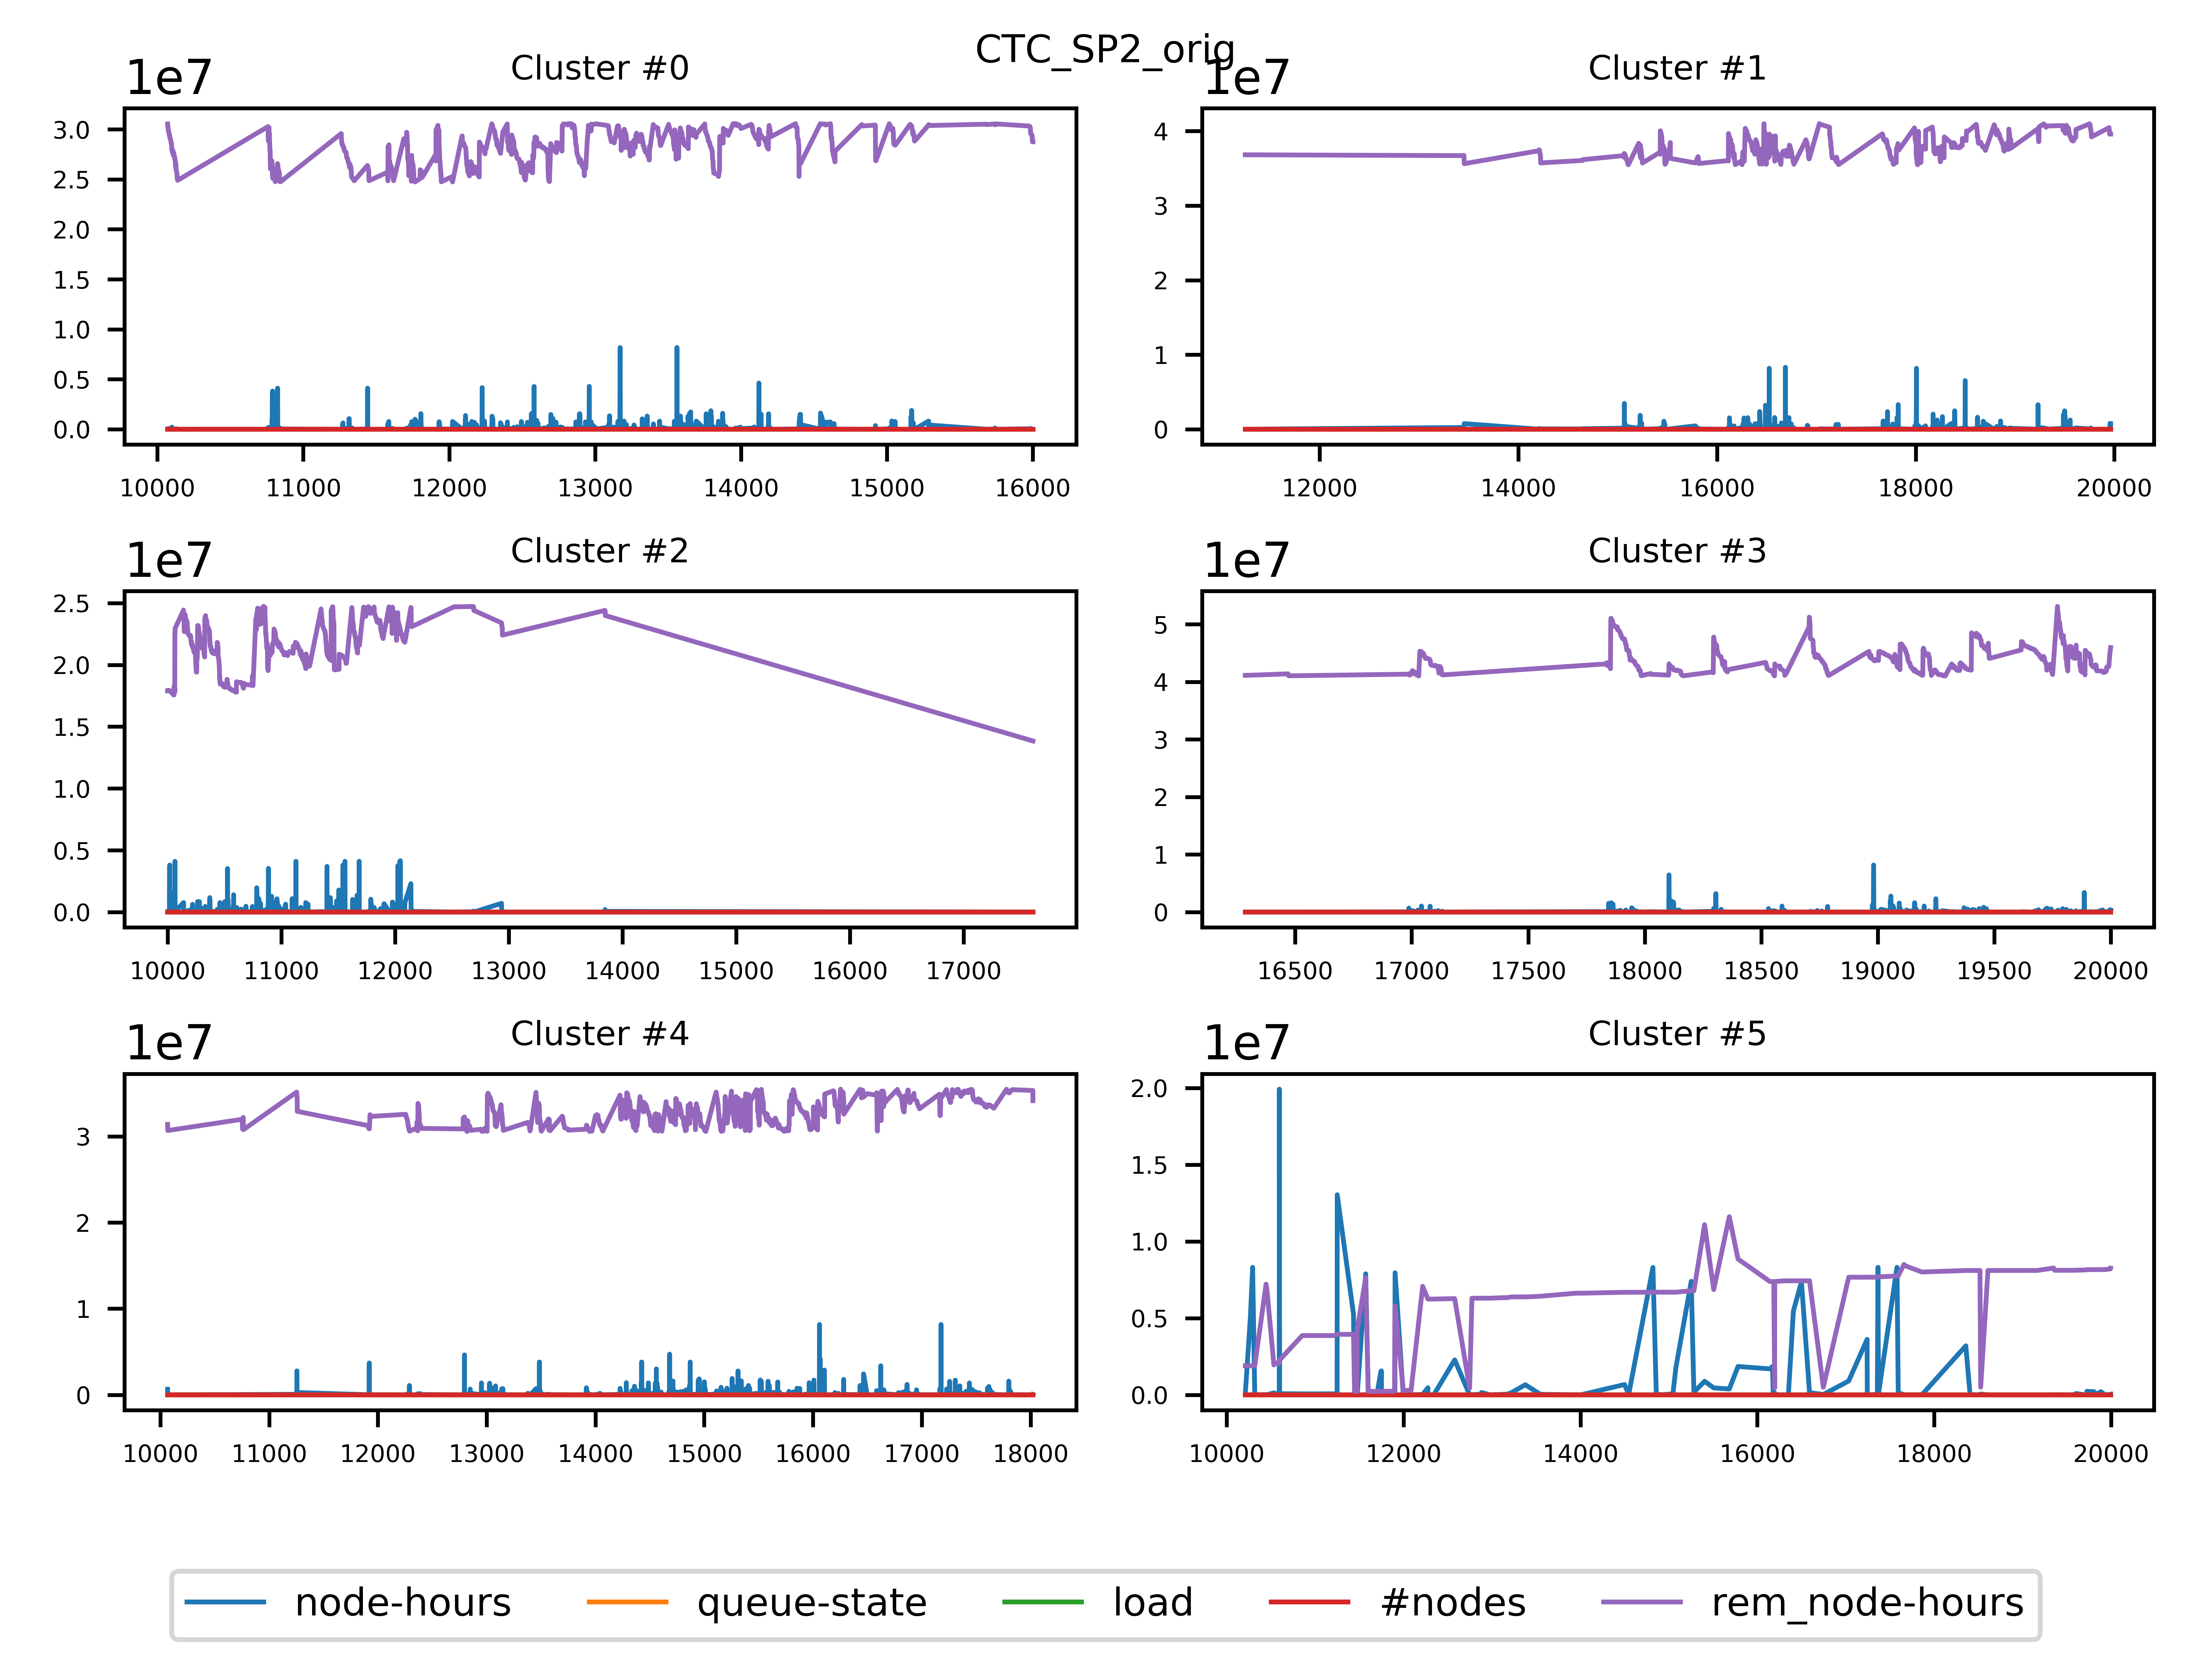 CTC_SP2_orig
1e7 Cluster #0
3.0
2.5
2.0
1.5
1.0
0.5
0.0
10000 11000 12000 13000 14000 15000 16000
1e7 Cluster #1
4
3
2
1
0
12000 14000 16000 18000 20000
1e7 Cluster #2
2.5
2.0
1.5
1.0
0.5
0.0
10000 11000 12000 13000 14000 15000 16000 17000
1e7 Cluster #3
5
4
3
2
1
0
16500 17000 17500 18000 18500 19000 19500 20000
1e7 Cluster #4
3
2
1
0
10000 11000 12000 13000 14000 15000 16000 17000 18000
1e7 Cluster #5
2.0
1.5
1.0
0.5
0.0
10000 12000 14000 16000 18000 20000
node-hours queue-state load #nodes rem_node-hours